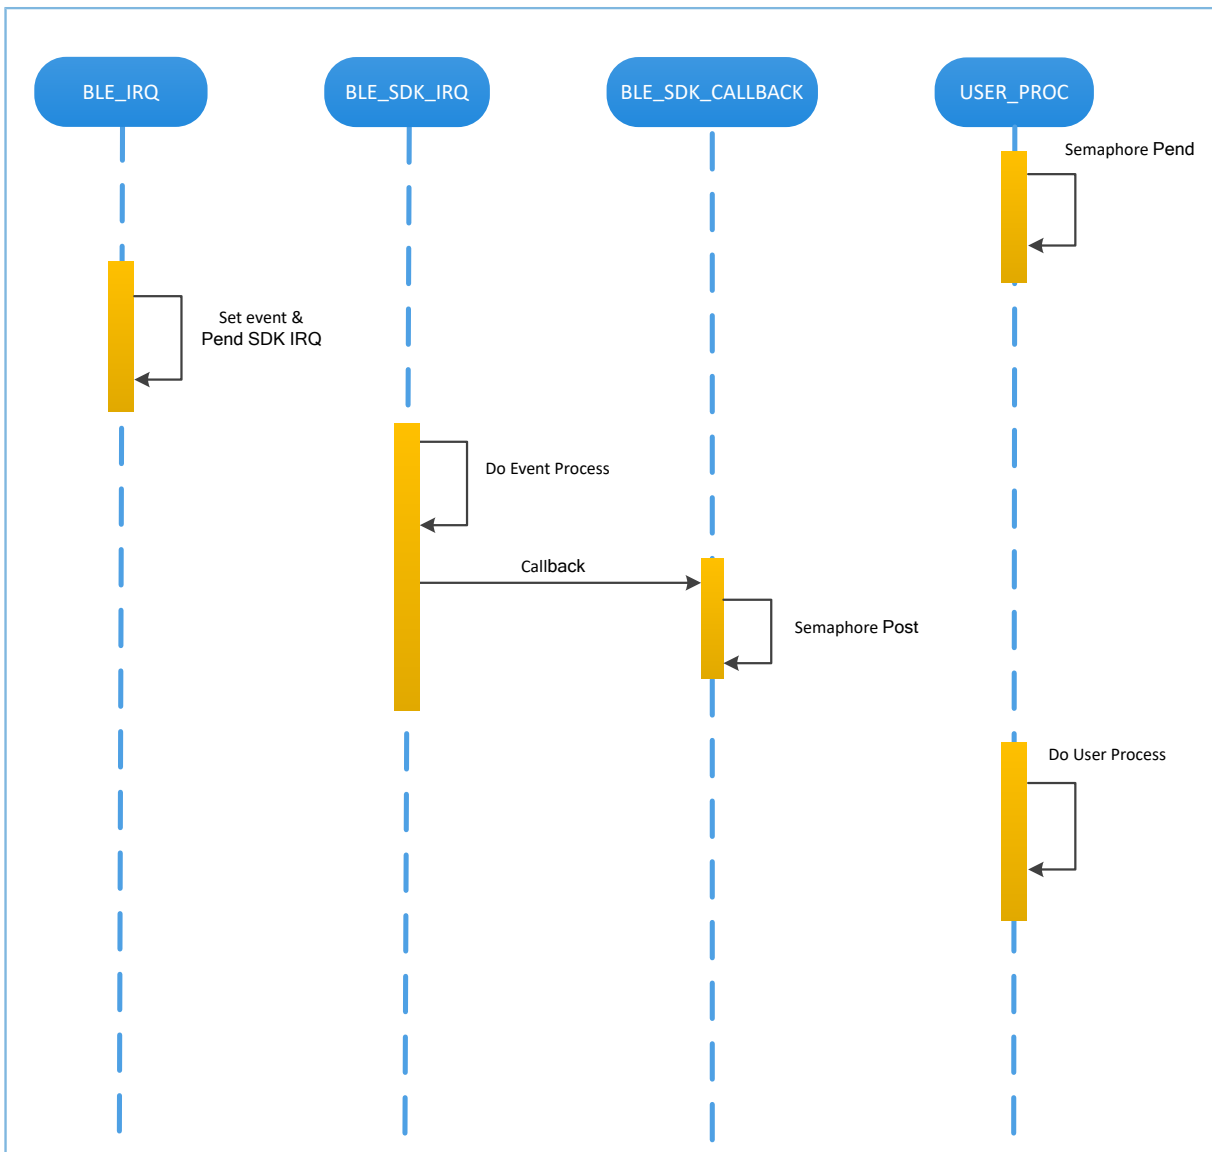 BLE_IRQ
BLE_SDK_IRQ
BLE_SDK_CALLBACK
USER_PROC
Semaphore Pend
Set event &
Pend SDK IRQ
Do Event Process
Callback
Semaphore Post
Do User Process